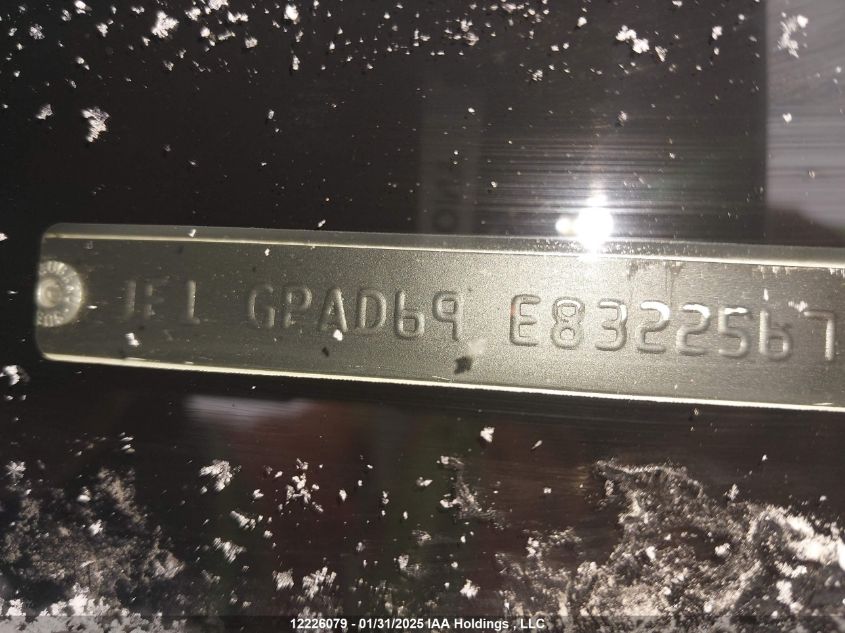 JF1 GPAD69 E8322567
12226079 - 01/31/2025 IAA Holdings , LLC